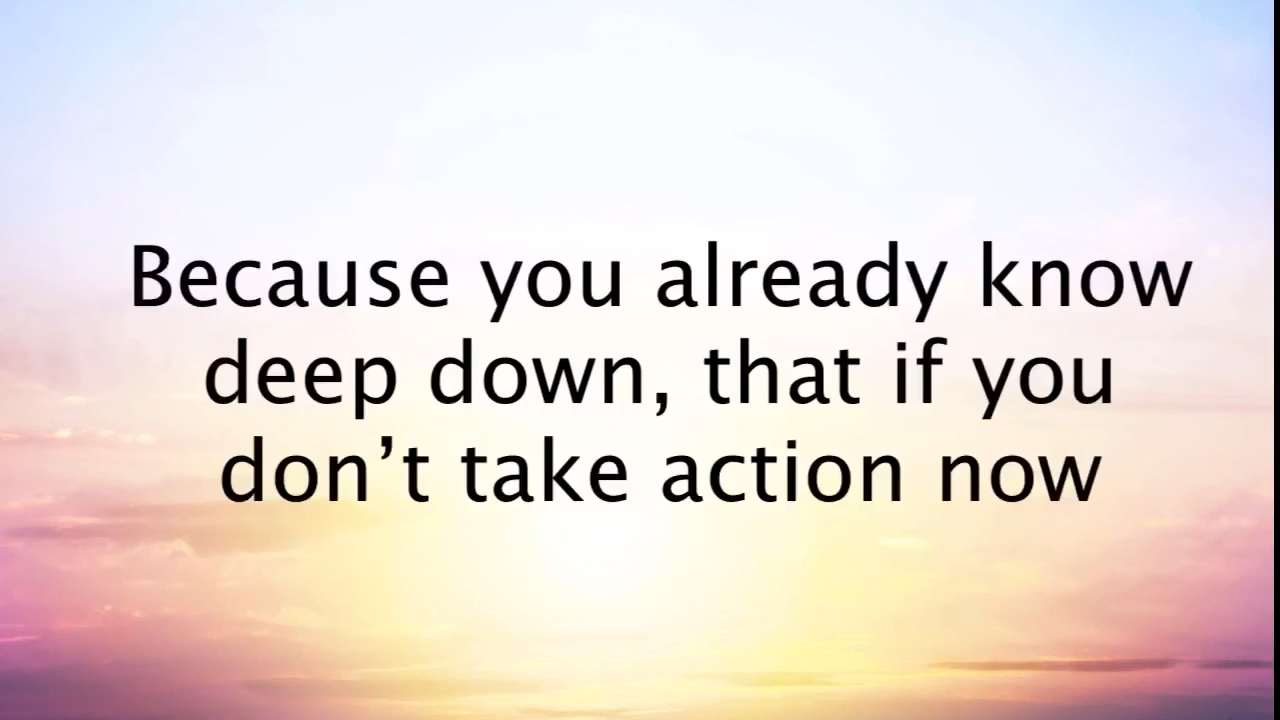 Because you already know
deep down, that if you
don’t take action now